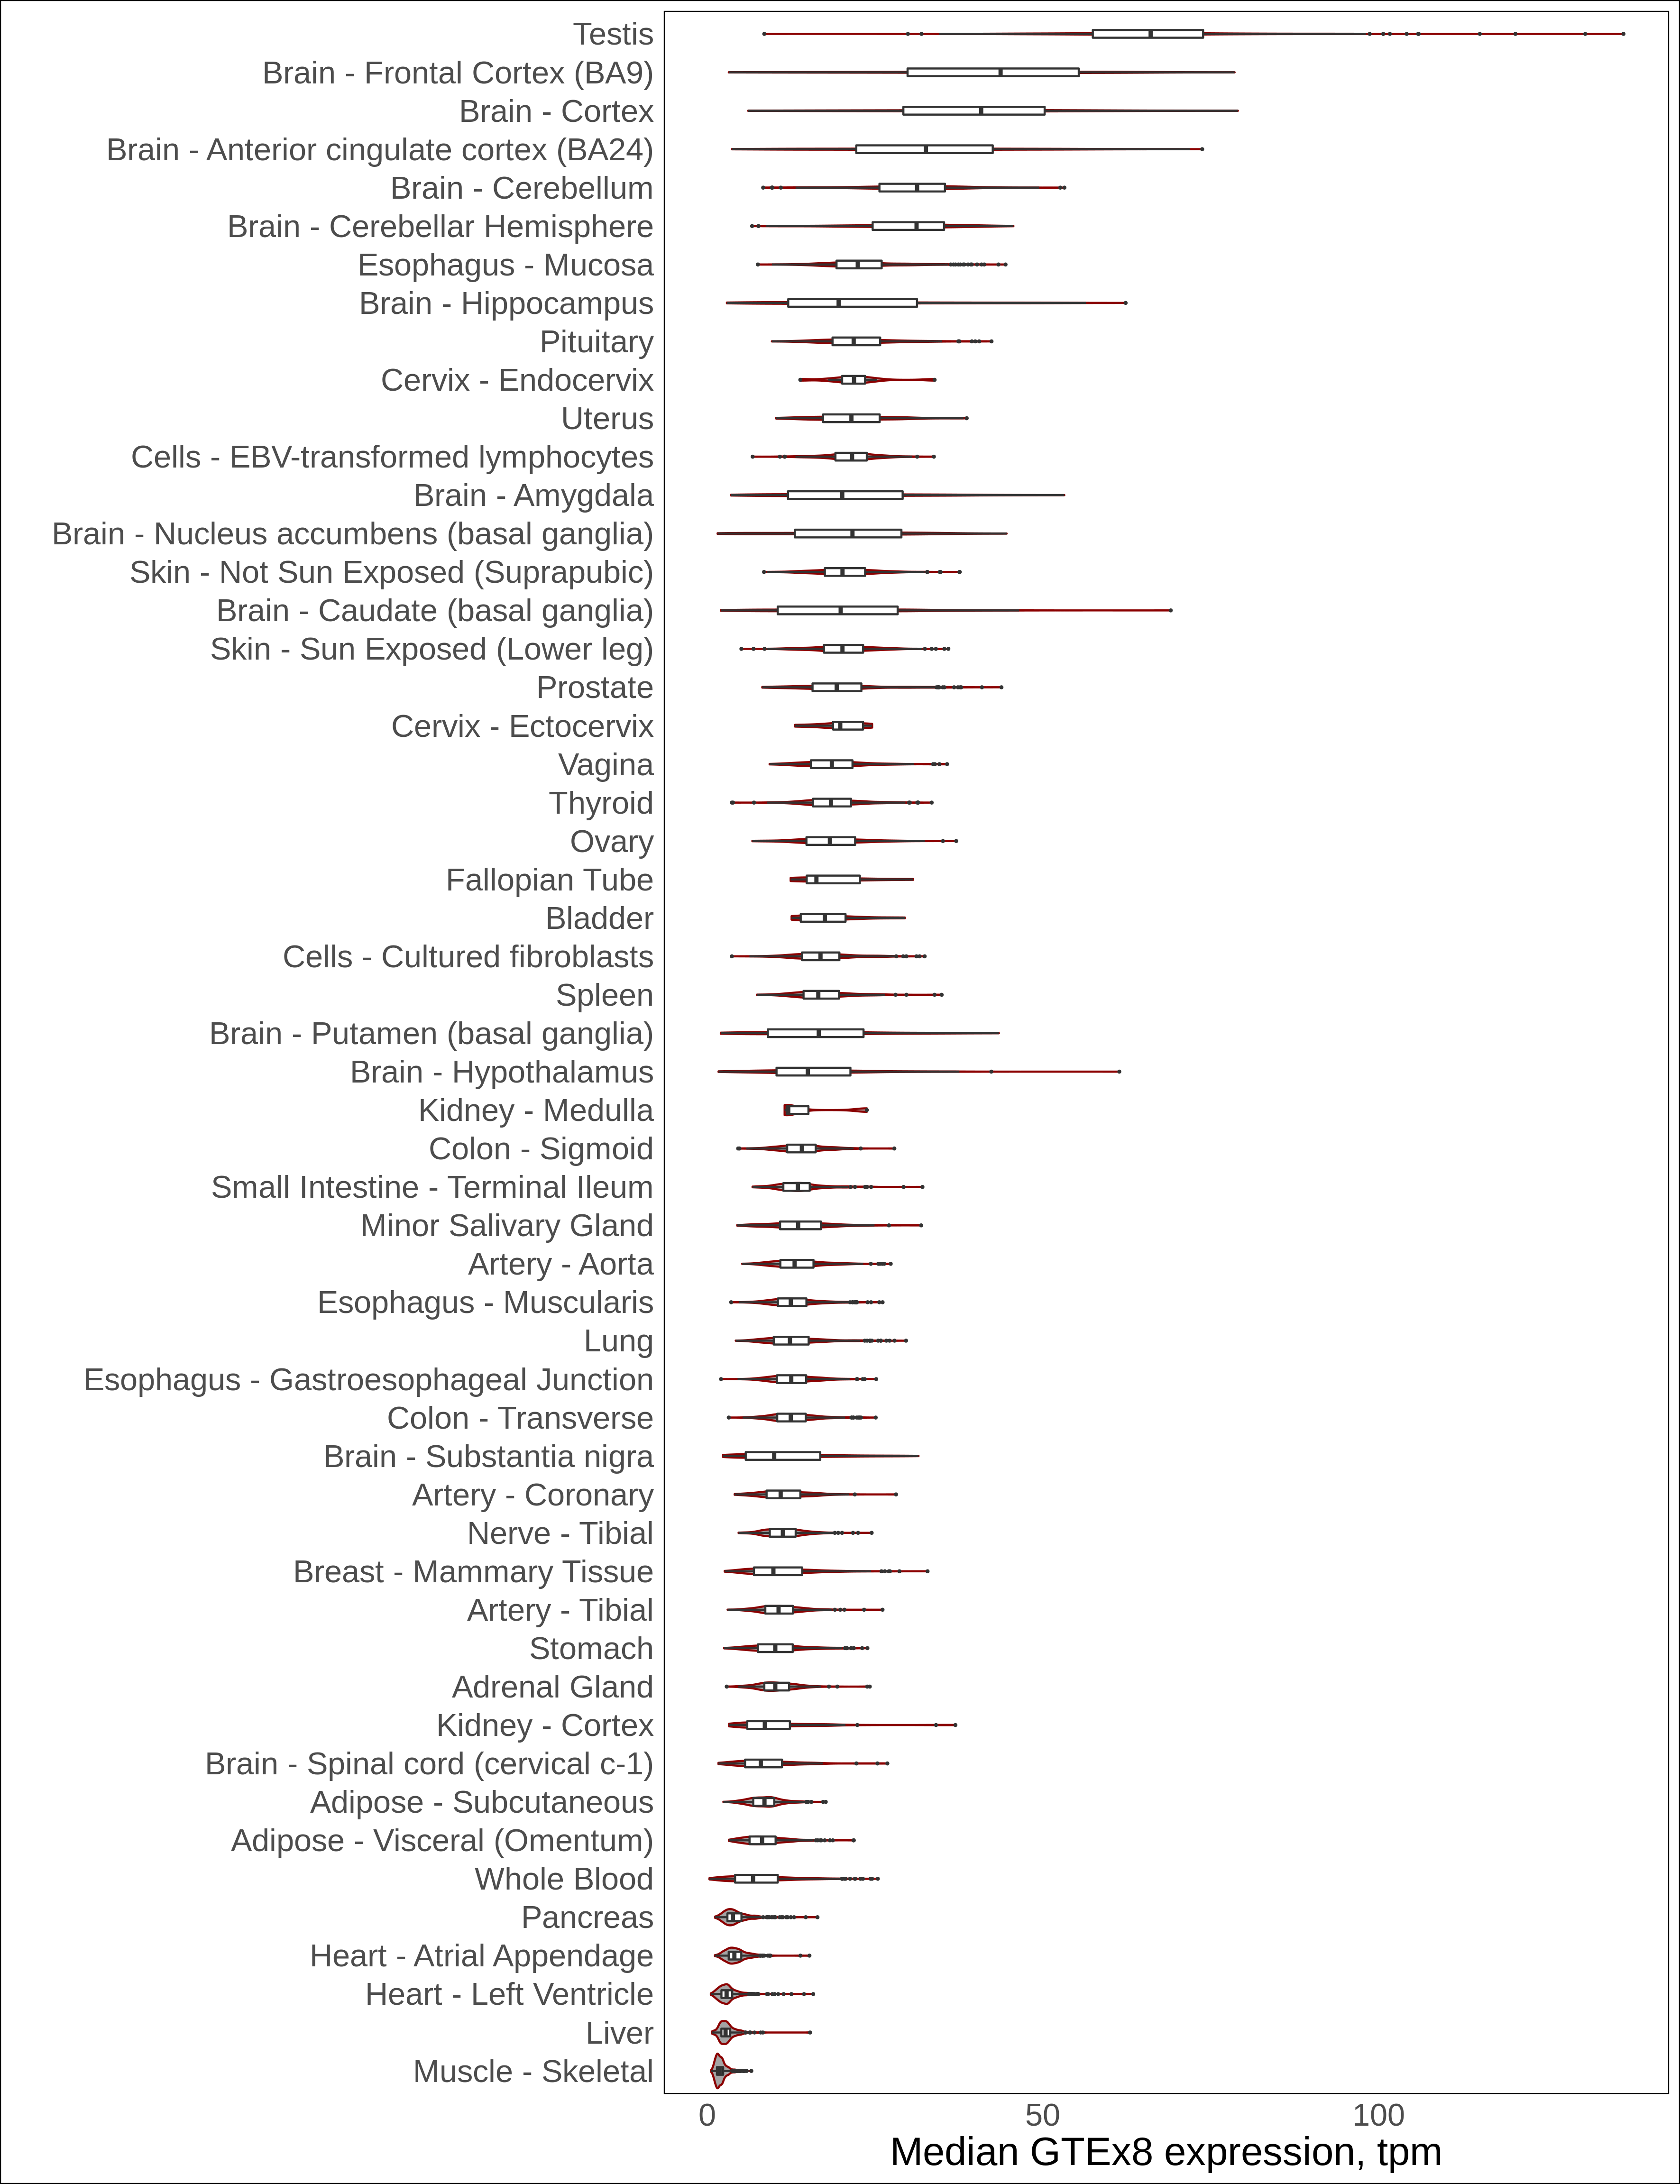 Testis
Brain - Frontal Cortex (BA9)
Brain - Cortex
Brain - Anterior cingulate cortex (BA24)
Brain - Cerebellum
Brain - Cerebellar Hemisphere
Esophagus - Mucosa
Brain - Hippocampus
Pituitary
Cervix - Endocervix
Uterus
Cells - EBV-transformed lymphocytes
Brain - Amygdala
Brain - Nucleus accumbens (basal ganglia)
Skin - Not Sun Exposed (Suprapubic)
Brain - Caudate (basal ganglia)
Skin - Sun Exposed (Lower leg)
Prostate
Cervix - Ectocervix
Vagina
Thyroid
Ovary
Fallopian Tube
Bladder
Cells - Cultured fibroblasts
Spleen
Brain - Putamen (basal ganglia)
Brain - Hypothalamus
Kidney - Medulla
Colon - Sigmoid
Small Intestine - Terminal Ileum
Minor Salivary Gland
Artery - Aorta
Esophagus - Muscularis
Lung
Esophagus - Gastroesophageal Junction
Colon - Transverse
Brain - Substantia nigra
Artery - Coronary
Nerve - Tibial
Breast - Mammary Tissue
Artery - Tibial
Stomach
Adrenal Gland
Kidney - Cortex
Brain - Spinal cord (cervical c-1)
Adipose - Subcutaneous
Adipose - Visceral (Omentum)
Whole Blood
Pancreas
Heart - Atrial Appendage
Heart - Left Ventricle
Liver
Muscle - Skeletal
0 50 100
Median GTEx8 expression, tpm